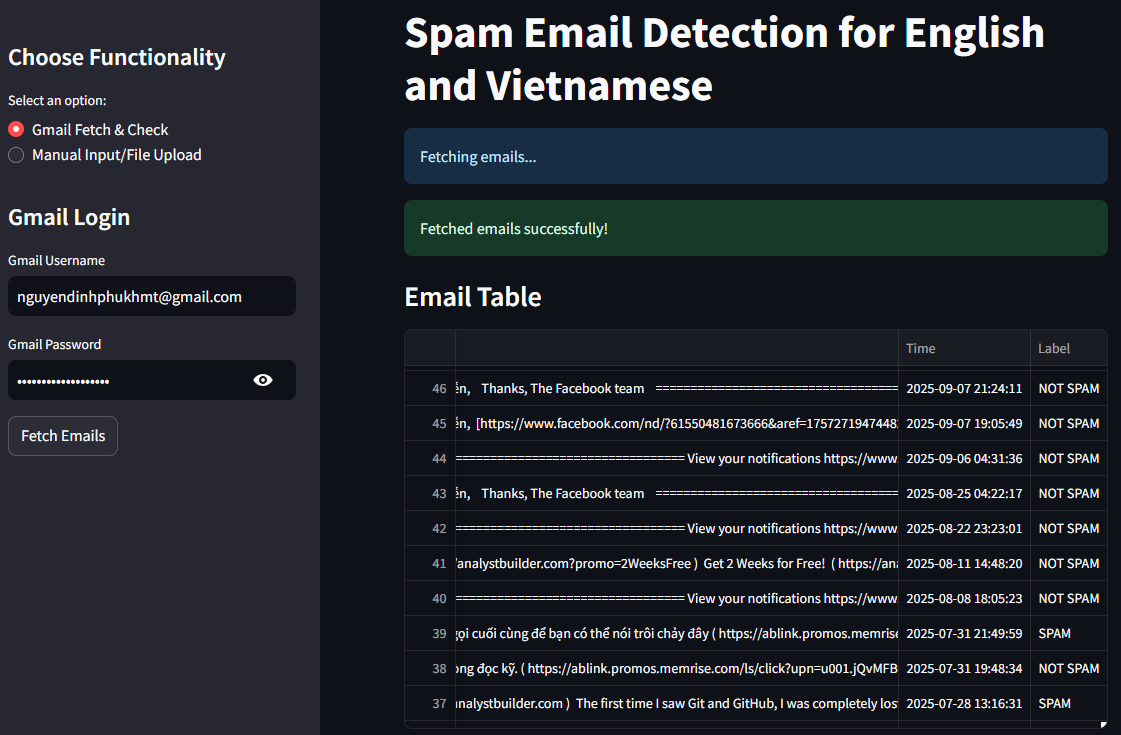 Choose Functionality
Select an option:
Gmail Fetch & Check
Manual Input/File Upload
Gmail Login
Gmail Username
nguyendinhphukhmt@gmail.com
Gmail Password
••••••••••••••••••••
Fetch Emails
Spam Email Detection for English
and Vietnamese
Fetching emails...
Fetched emails successfully!
Email Table
Time Label
46 Thanks, The Facebook team ================================= 2025-09-07 21:24:11 NOT SPAM
45 [https://www.facebook.com/nd/?61550481673666&aref=1757271947448 2025-09-07 19:05:49 NOT SPAM
44 ================================= View your notifications https://www. 2025-09-06 04:31:36 NOT SPAM
43 Thanks, The Facebook team ================================= 2025-08-25 04:22:17 NOT SPAM
42 ================================= View your notifications https://www. 2025-08-22 23:23:01 NOT SPAM
41 /analystbuilder.com?promo=2WeeksFree ) Get 2 Weeks for Free! ( https://ana 2025-08-11 14:48:20 NOT SPAM
40 ================================= View your notifications https://www. 2025-08-08 18:05:23 NOT SPAM
39 gọi cuối cùng để bạn có thể nói trôi chảy đây ( https://ablink.promos.memrise 2025-07-31 21:49:59 SPAM
38 ong đọc kỹ. ( https://ablink.promos.memrise.com/ls/click?upn=u001.jQvMFB 2025-07-31 19:48:34 NOT SPAM
37 analystbuilder.com ) The first time I saw Git and GitHub, I was completely los 2025-07-28 13:16:31 SPAM